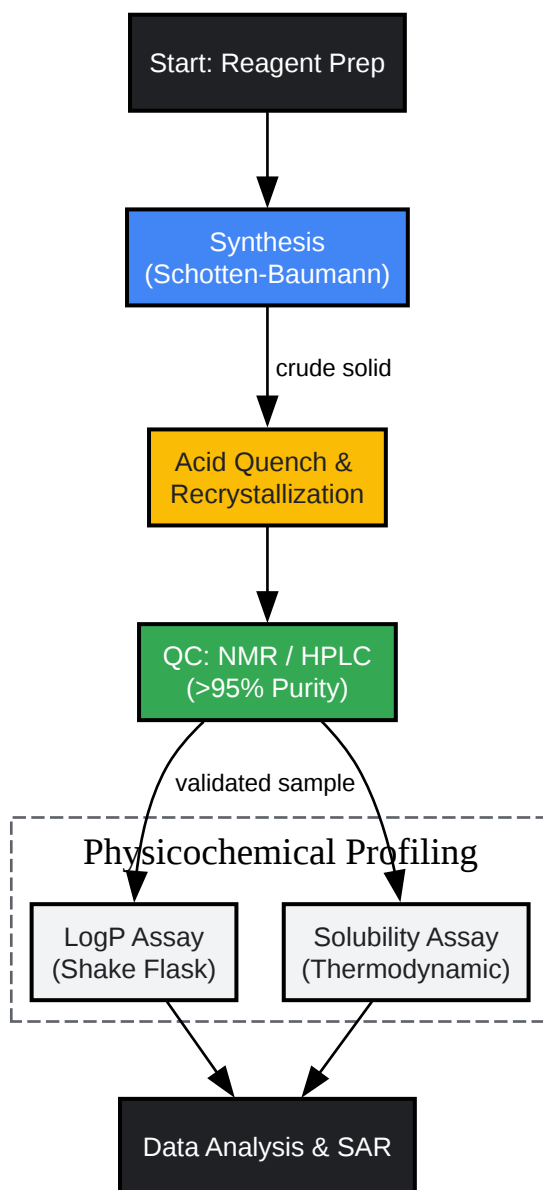 Start: Reagent Prep
Synthesis
(Schotten-Baumann)
crude solid
Acid Quench &
Recrystallization
QC: NMR / HPLC
(>95% Purity)
validated sample
Physicochemical Profiling
LogP Assay
(Shake Flask)
Solubility Assay
(Thermodynamic)
Data Analysis & SAR